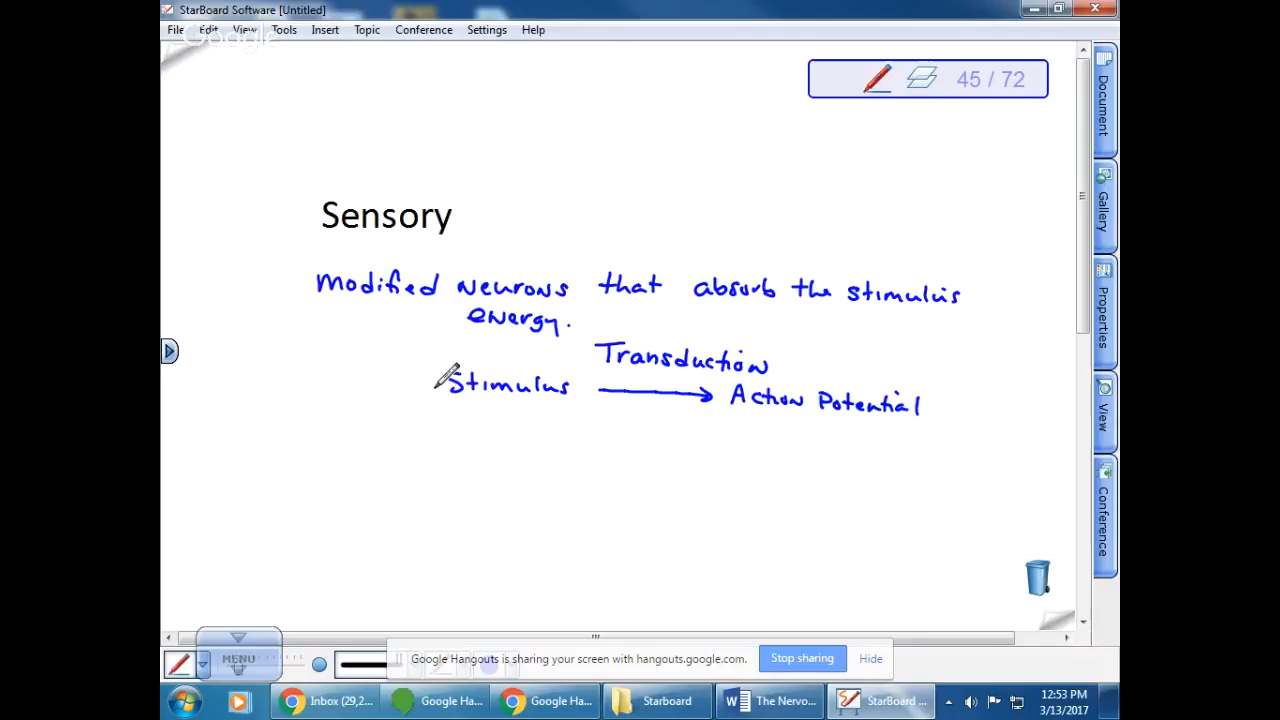 StarBoard Software [Untitled]
File Edit View Tools Insert Topic Conference Settings Help
Google
45 / 72
Document
Gallery
Properties
View
Conference
Sensory
Modified Neurons that absorb the stimulus
energy.
Transduction
Stimulus → Action Potential
MENU
Google Hangouts is sharing your screen with hangouts.google.com. Stop sharing Hide
Inbox (29,2... Google Ha... Google Ha... Starboard The Nervo... StarBoard ... 12:53 PM
3/13/2017